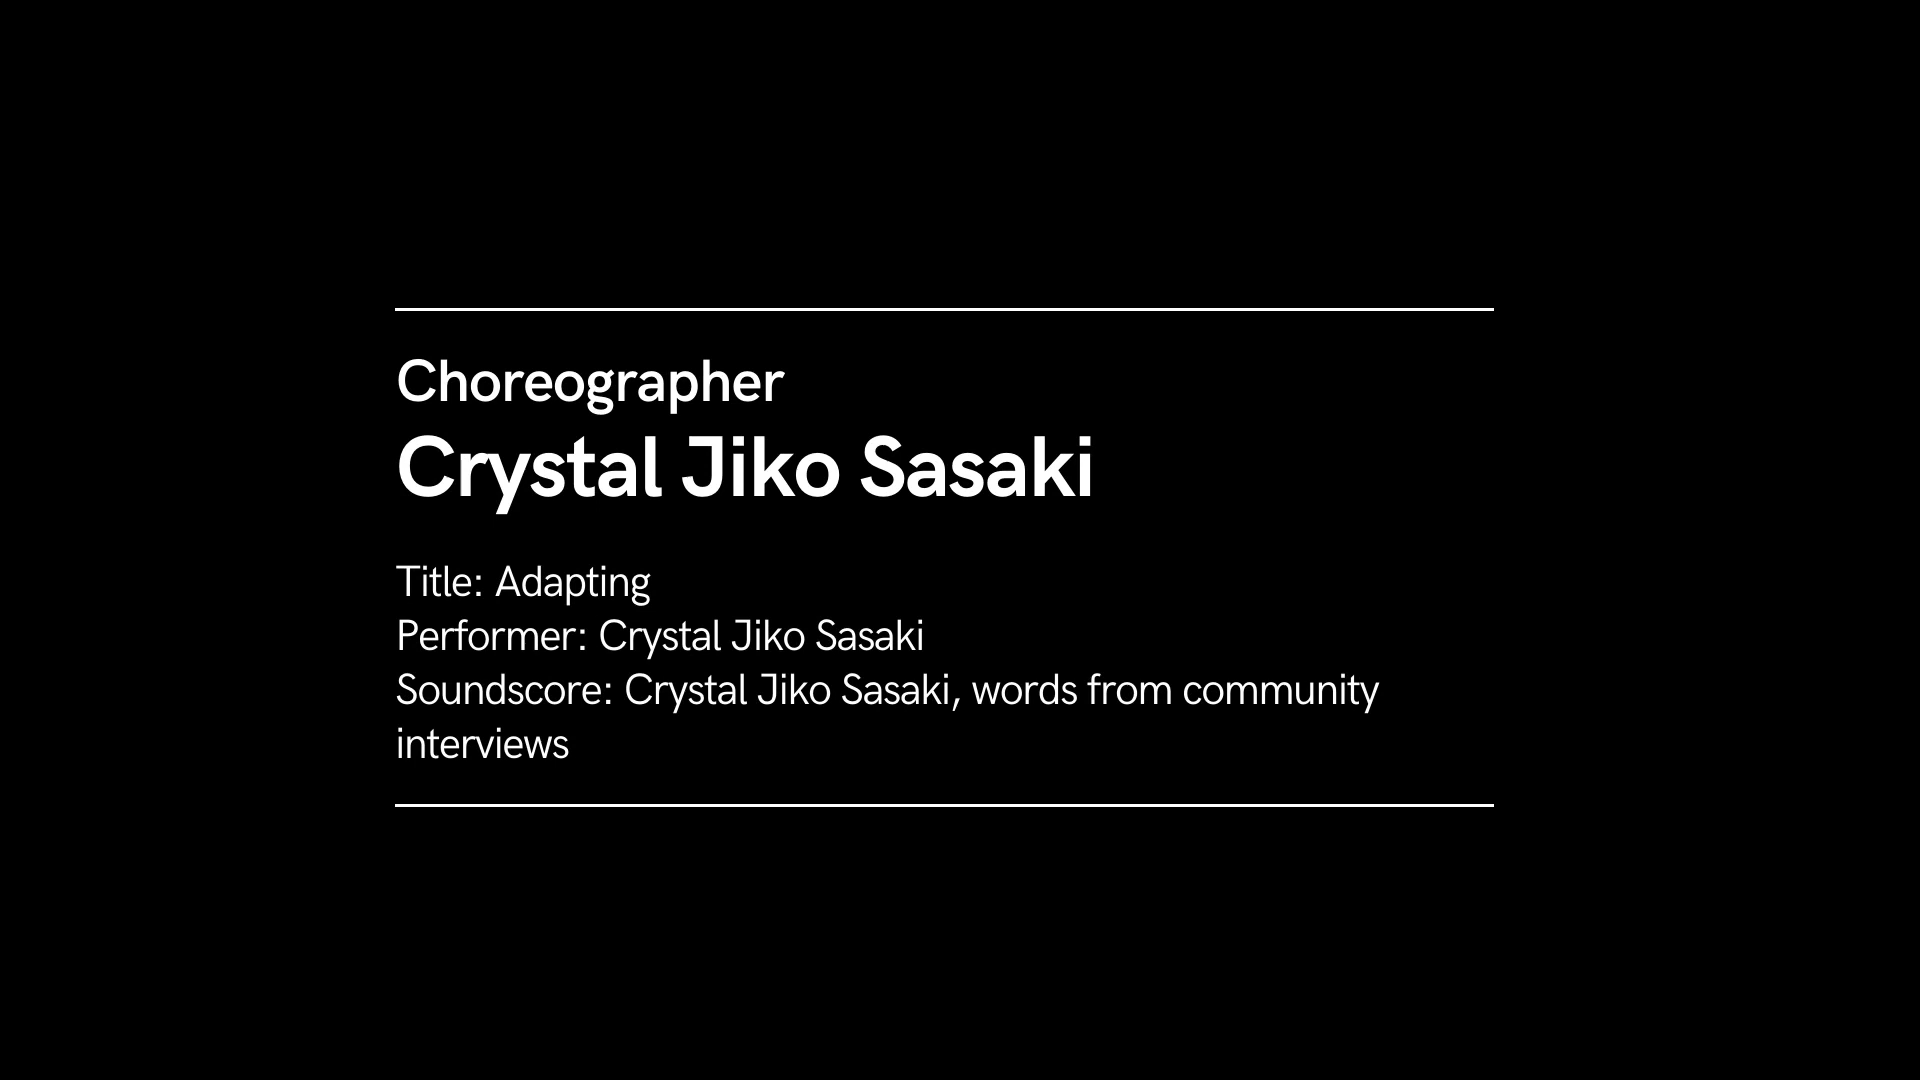 Choreographer
Crystal Jiko Sasaki
Title: Adapting
Performer: Crystal Jiko Sasaki
Soundscore: Crystal Jiko Sasaki, words from community
interviews